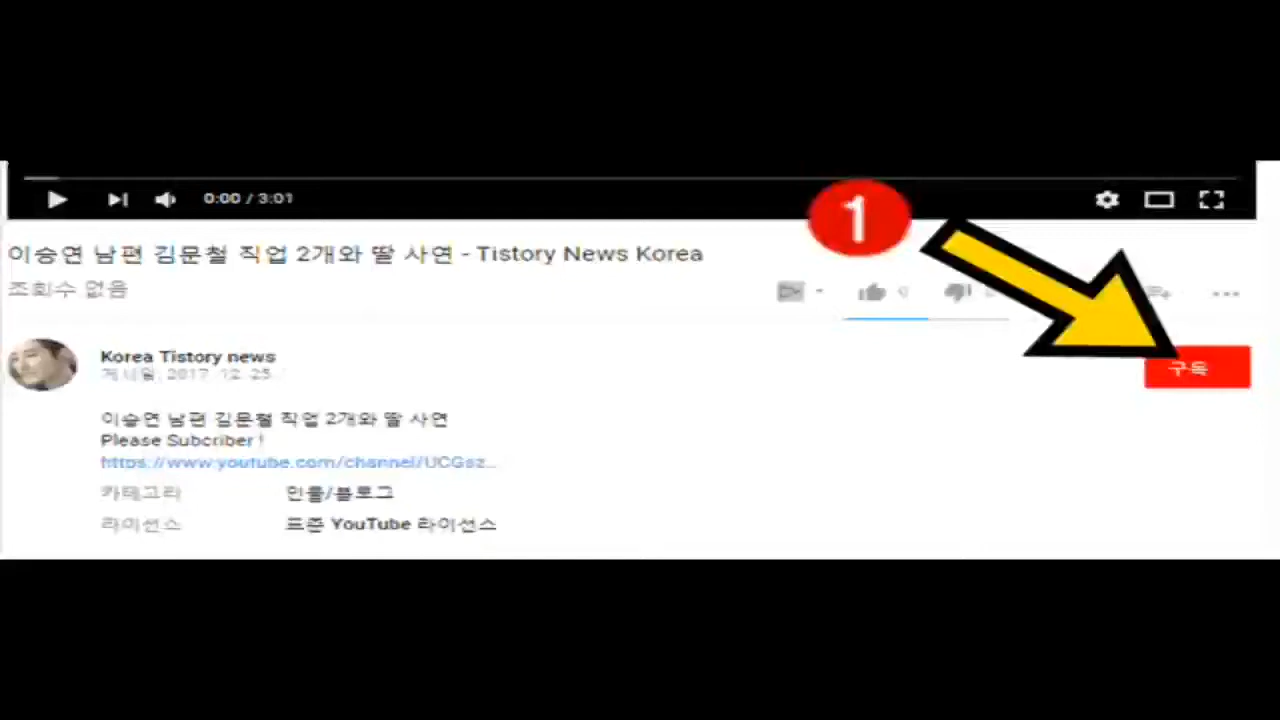 0:00 / 3:01
1
이승연 남편 김문철 직업 2개와 딸 사연 - Tistory News Korea
조회수 없음
0
Korea Tistory news
게시일: 2017. 12. 25.
구독
이승연 남편 김문철 직업 2개와 딸 사연
Please Subcriber !
https://www.youtube.com/channel/UCGsz...
카테고리 인물/블로그
라이선스 표준 YouTube 라이선스